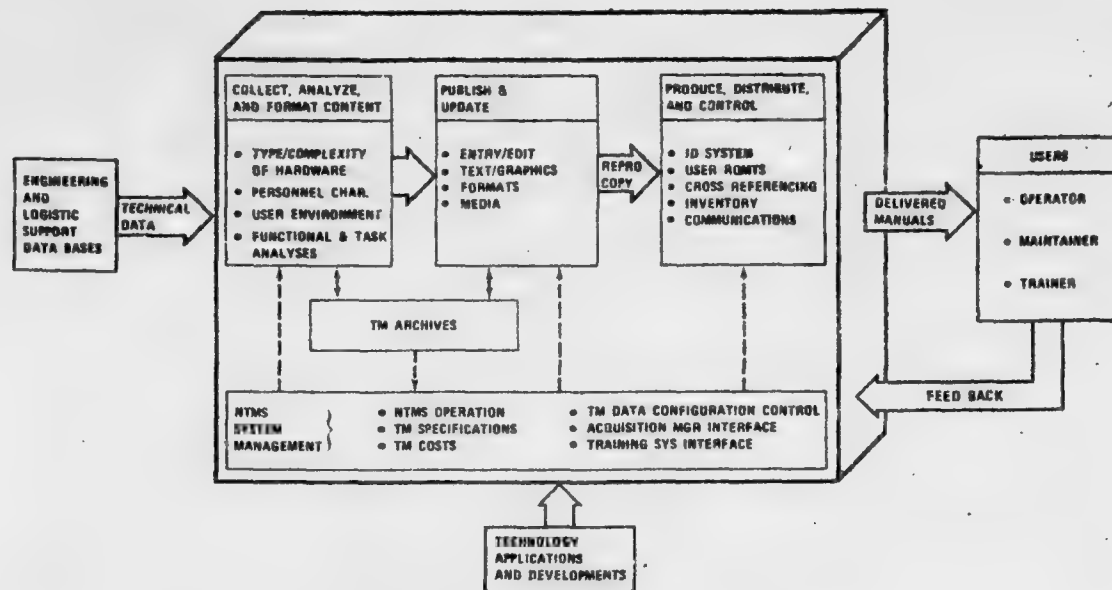 COLLECT, ANALYZE,
AND FORMAT CONTENT
• TYPE/COMPLEXITY
OF HARDWARE
• PERSONNEL CHAR.
• USER ENVIRONMENT
• FUNCTIONAL & TASK
ANALYSES
PUBLISH &
UPDATE
• ENTRY/EDIT
• TEXT/GRAPHICS
• FORMATS
• MEDIA
REPRO
COPY
PRODUCE, DISTRIBUTE,
AND CONTROL
• ID SYSTEM
• USER RQMTS
• CROSS REFERENCING
• INVENTORY
• COMMUNICATIONS
ENGINEERING
AND
LOGISTIC
SUPPORT
DATA BASES
TECHNICAL
DATA
DELIVERED
MANUALS
USERS
• OPERATOR
• MAINTAINER
• TRAINER
TM ARCHIVES
NTMS
SYSTEM
MANAGEMENT
• NTMS OPERATION
• TM SPECIFICATIONS
• TM COSTS
• TM DATA CONFIGURATION CONTROL
• ACQUISITION MGR INTERFACE
• TRAINING SYS INTERFACE
FEED BACK
TECHNOLOGY
APPLICATIONS
AND DEVELOPMENTS